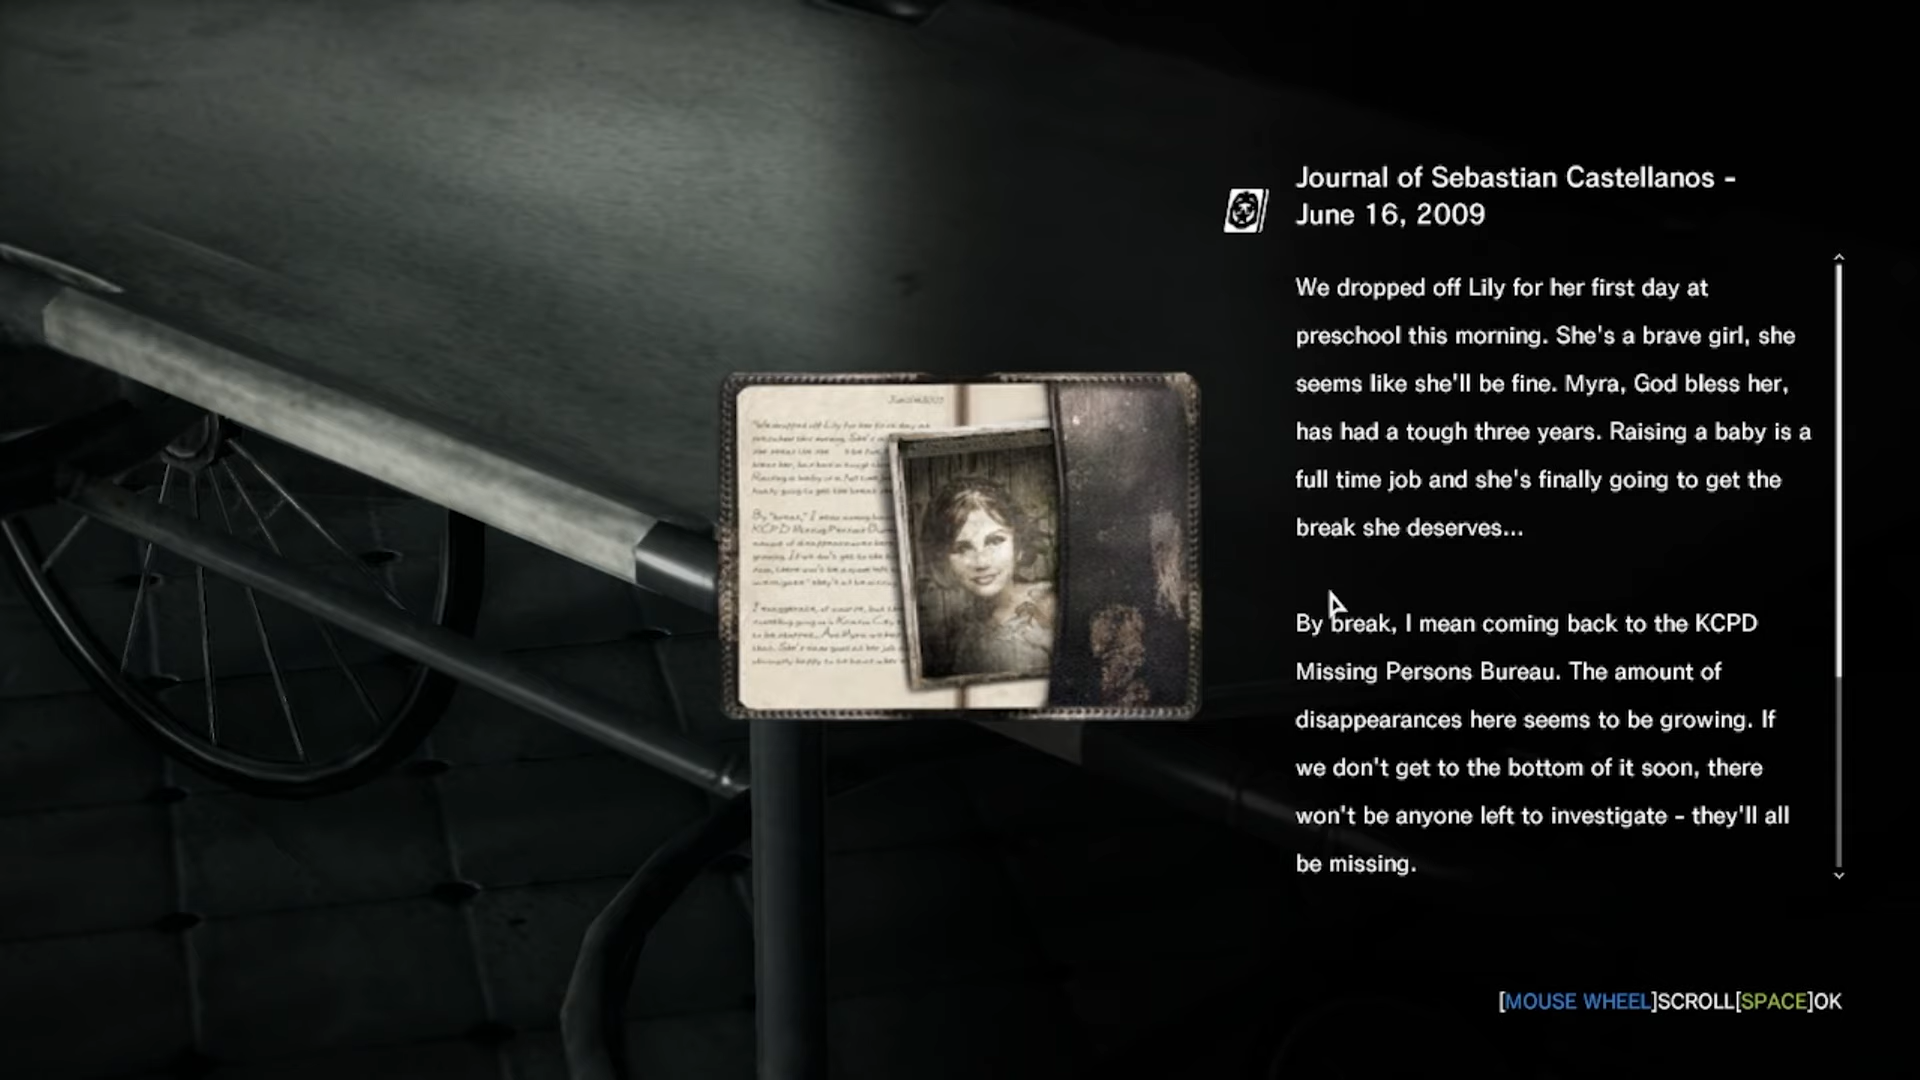 Journal of Sebastian Castellanos -
June 16, 2009
We dropped off Lily for her first day at
preschool this morning. She's a brave girl, she
seems like she'll be fine. Myra, God bless her,
has had a tough three years. Raising a baby is a
full time job and she's finally going to get the
break she deserves...
By break, I mean coming back to the KCPD
Missing Persons Bureau. The amount of
disappearances here seems to be growing. If
we don't get to the bottom of it soon, there
won't be anyone left to investigate - they'll all
be missing.
[MOUSE WHEEL]SCROLL[SPACE]OK